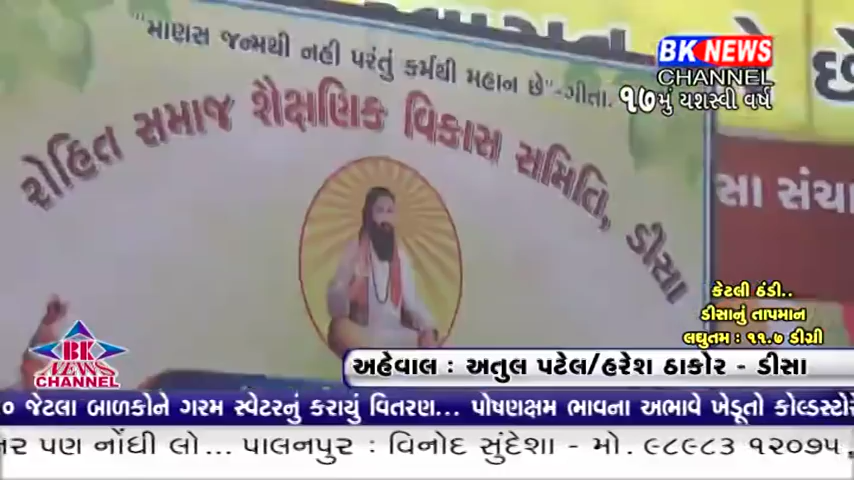 "માણસ જન્મથી નહી પરંતુ કર્મથી મહાન છે"-ગીતા.
રોહિત સમાજ શૈક્ષણિક વિકાસ સમિતિ, ડીસા
BK NEWS
CHANNEL
૧૭મું યશસ્વી વર્ષ
સા સંચા
કેટલી ઠંડી..
ડીસાનું તાપમાન
લઘુતમ : ૧૧.૭ ડીગ્રી
BK
NEWS
CHANNEL
અહેવાલ : અતુલ પટેલ/હરેશ ઠાકોર - ડીસા
૦ જેટલા બાળકોને ગરમ સ્વેટરનું કરાયું વિતરણ... પોષણક્ષમ ભાવના અભાવે ખેડૂતો કોલ્ડસ્ટોરે
પણ નોંધી લો... પાલનપુર : વિનોદ સુંદેશા - મો. ૯૮૯૮૩ ૧૨૦૭૫,